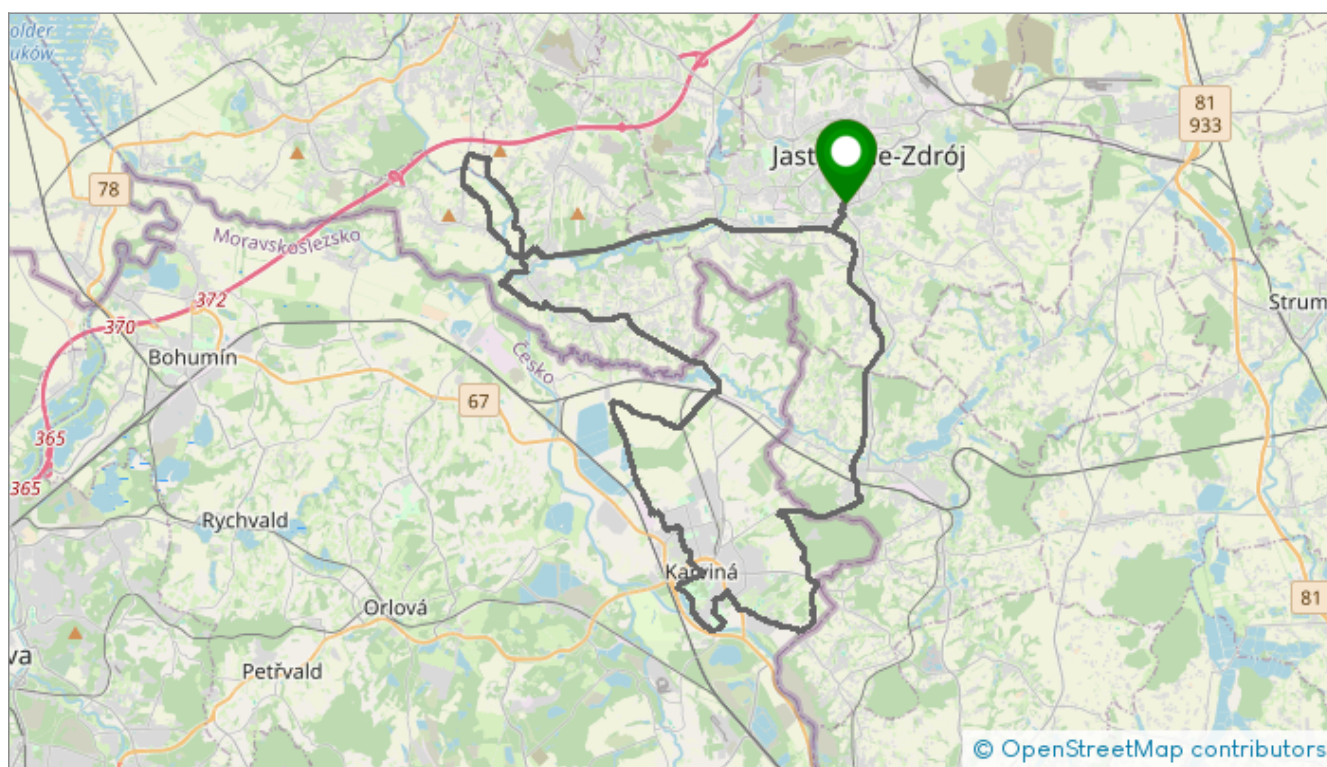 older
uków
81
933
Jast
e-Zdrój
78
Moravskoslezsko
372
370
Bohumín
Strum
Česko
67
365
365
Rychvald
Karviná
81
Orlová
va
Petřvald
© OpenStreetMap contributors